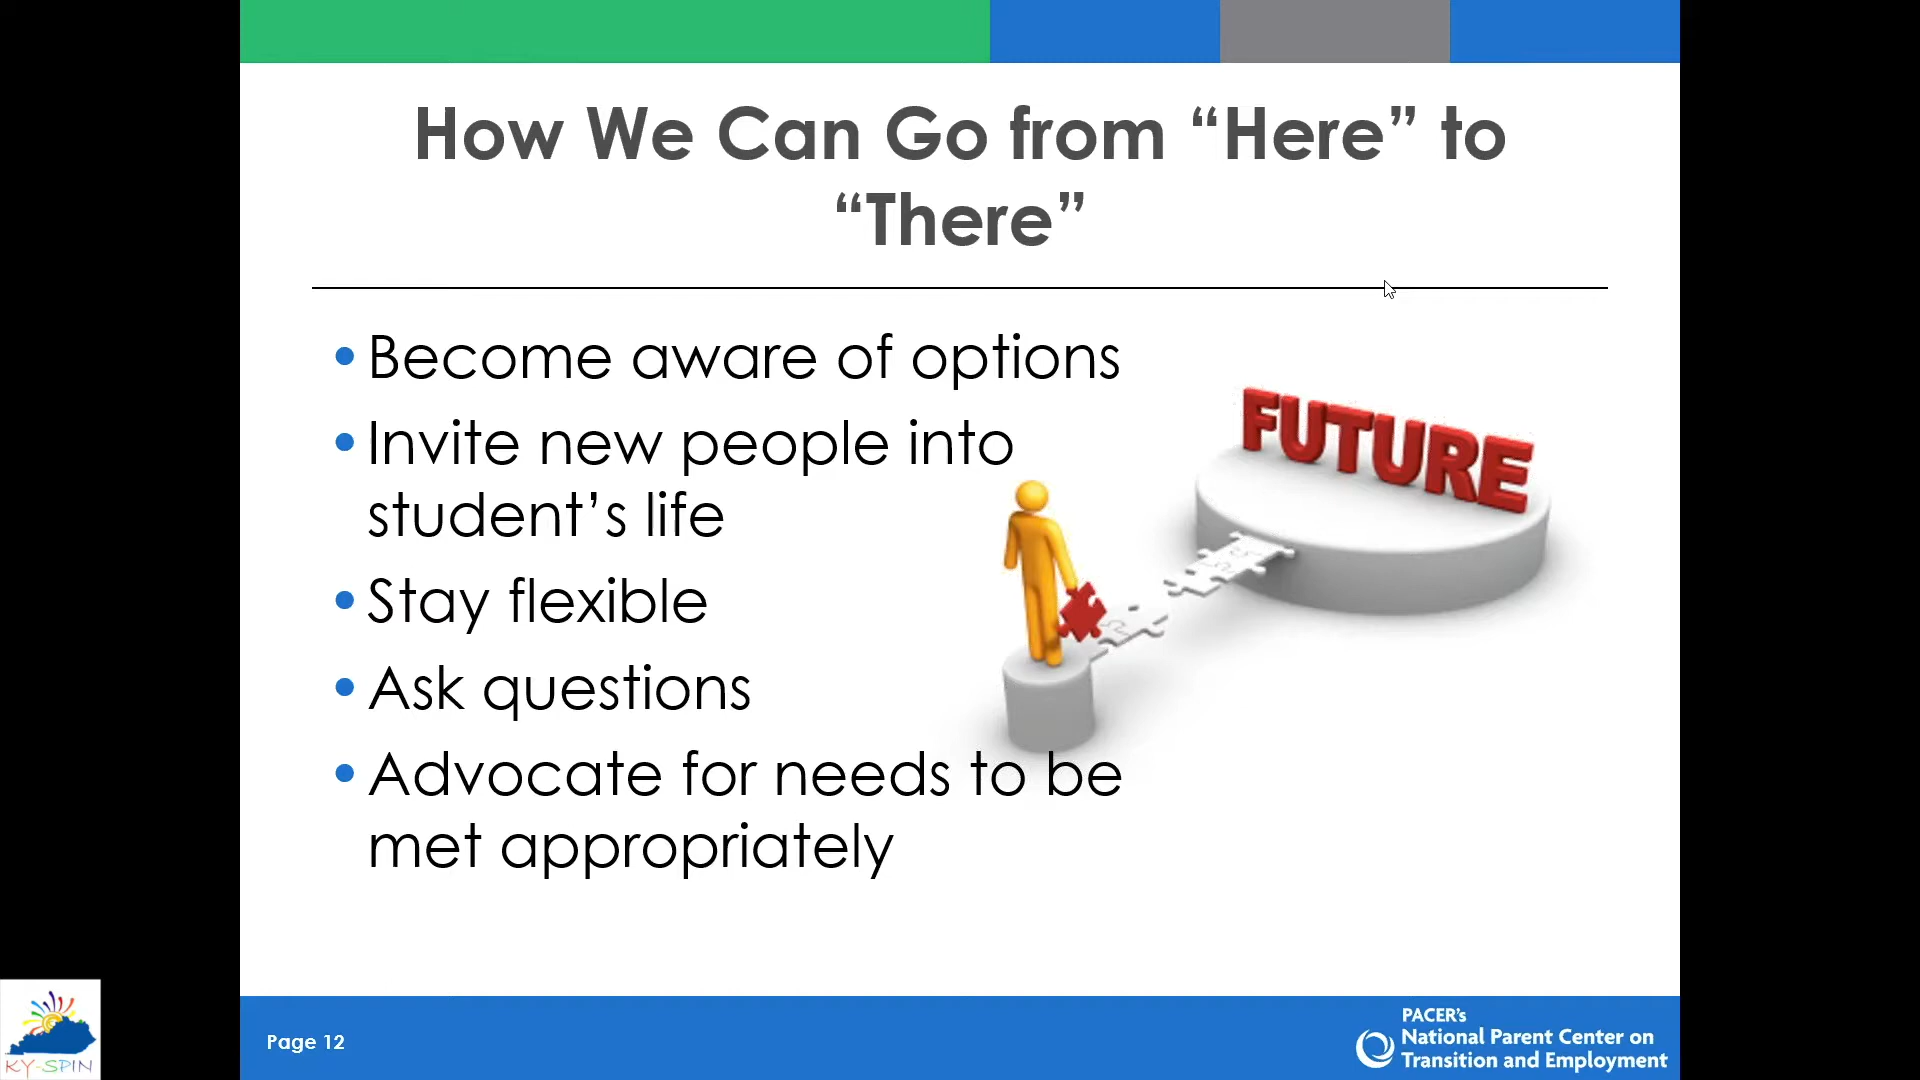 How We Can Go from “Here” to
“There”
• Become aware of options
• Invite new people into
student’s life
• Stay flexible
• Ask questions
• Advocate for needs to be
met appropriately
FUTURE
KY-SPIN
Page 12
PACER’s
National Parent Center on
Transition and Employment